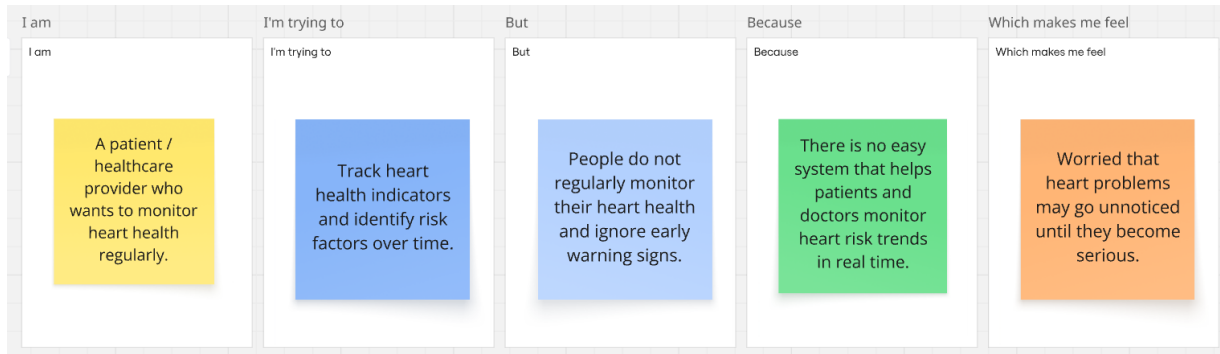 I am
I am
A patient /
healthcare
provider who
wants to monitor
heart health
regularly.
I'm trying to
I'm trying to
Track heart
health indicators
and identify risk
factors over time.
But
But
People do not
regularly monitor
their heart health
and ignore early
warning signs.
Because
Because
There is no easy
system that helps
patients and
doctors monitor
heart risk trends
in real time.
Which makes me feel
Which makes me feel
Worried that
heart problems
may go unnoticed
until they become
serious.